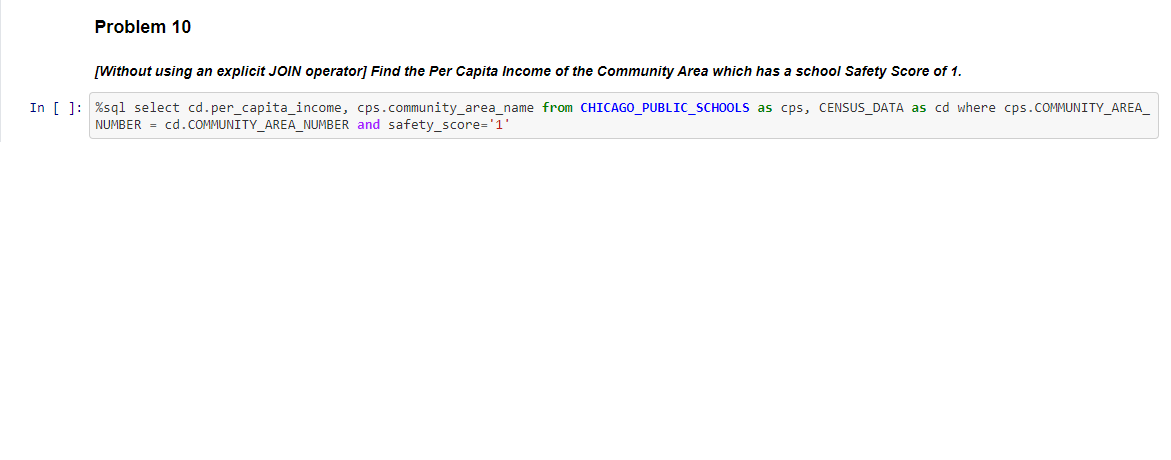 Problem 10
[Without using an explicit JOIN operator] Find the Per Capita Income of the Community Area which has a school Safety Score of 1.
In [ ]: %sql select cd.per_capita_income, cps.community_area_name from CHICAGO_PUBLIC_SCHOOLS as cps, CENSUS_DATA as cd where cps.COMMUNITY_AREA_
NUMBER = cd.COMMUNITY_AREA_NUMBER and safety_score='1'